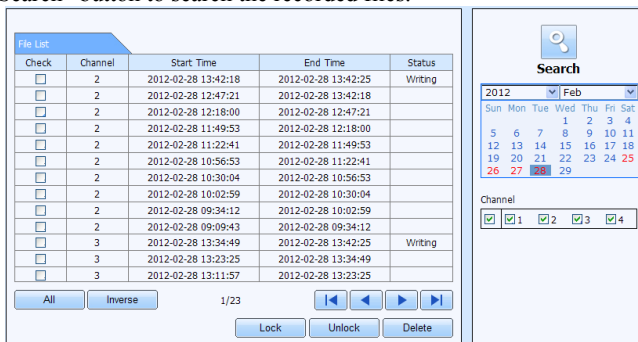 Search" button to search the recorded files.
File List
Check Channel Start Time End Time Status
2 2012-02-28 13:42:18 2012-02-28 13:42:25 Writing
2 2012-02-28 12:47:21 2012-02-28 13:42:18
2 2012-02-28 12:18:00 2012-02-28 12:47:21
2 2012-02-28 11:49:53 2012-02-28 12:18:00
2 2012-02-28 11:22:41 2012-02-28 11:49:53
2 2012-02-28 10:56:53 2012-02-28 11:22:41
2 2012-02-28 10:30:04 2012-02-28 10:56:53
2 2012-02-28 10:02:59 2012-02-28 10:30:04
2 2012-02-28 09:34:12 2012-02-28 10:02:59
2 2012-02-28 09:09:43 2012-02-28 09:34:12
3 2012-02-28 13:34:49 2012-02-28 13:42:25 Writing
3 2012-02-28 13:23:25 2012-02-28 13:34:49
3 2012-02-28 13:11:57 2012-02-28 13:23:25
All Inverse 1/23
Lock Unlock Delete
Search
2012 Feb
Sun Mon Tue Wed Thu Fri Sat
1 2 3 4
5 6 7 8 9 10 11
12 13 14 15 16 17 18
19 20 21 22 23 24 25
26 27 28 29
Channel
1 2 3 4